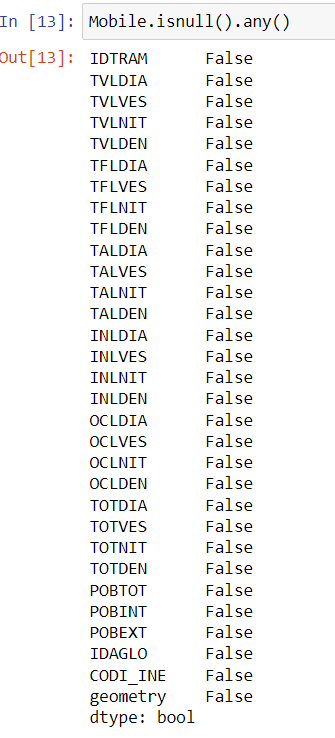 In [13]: Mobile.isnull().any()
Out[13]: IDTRAM False
TVLDIA False
TVLVES False
TVLNIT False
TVLDEN False
TFLDIA False
TFLVES False
TFLNIT False
TFLDEN False
TALDIA False
TALVES False
TALNIT False
TALDEN False
INLDIA False
INLVES False
INLNIT False
INLDEN False
OCLDIA False
OCLVES False
OCLNIT False
OCLDEN False
TOTDIA False
TOTVES False
TOTNIT False
TOTDEN False
POBTOT False
POBINT False
POBEXT False
IDAGLO False
CODI_INE False
geometry False
dtype: bool